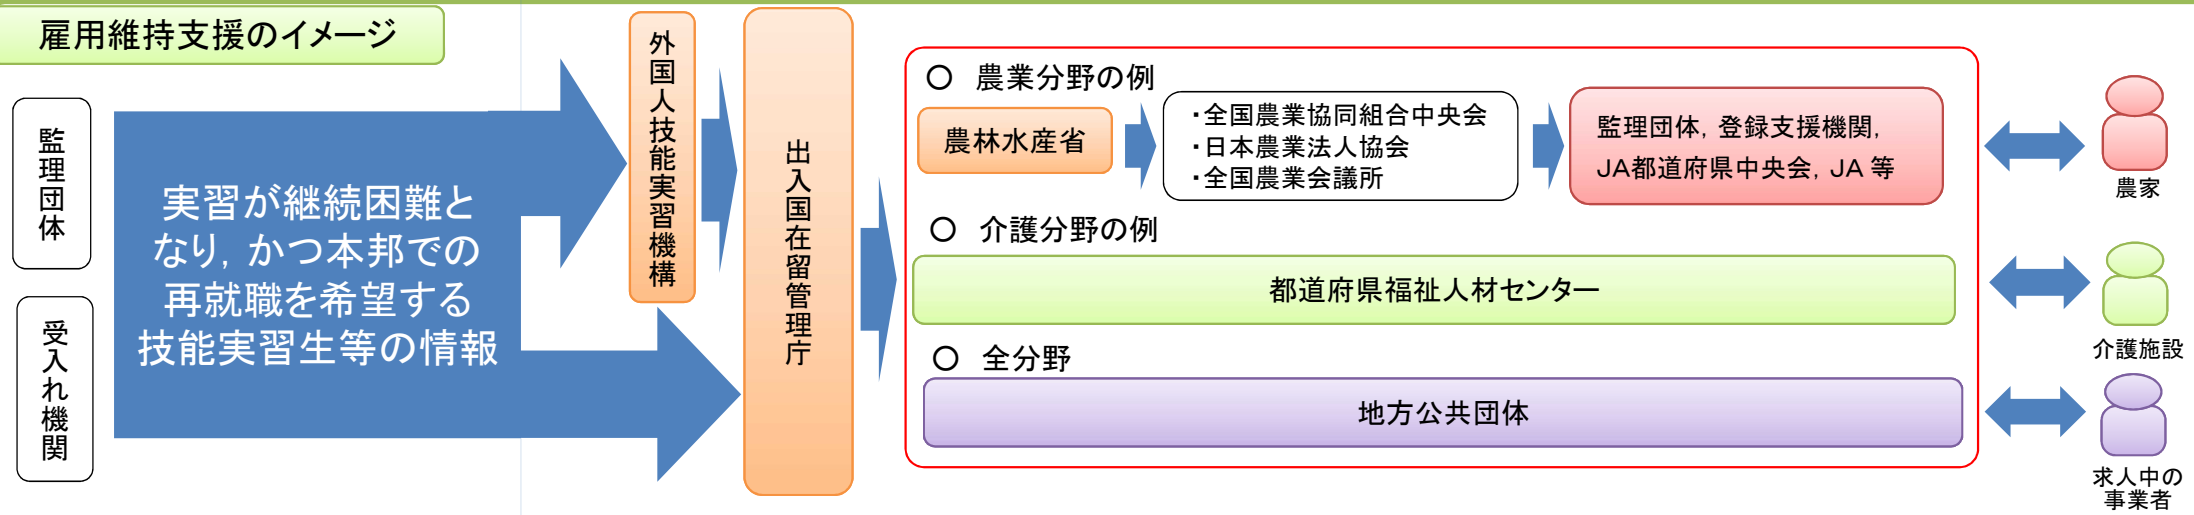 雇用維持支援のイメージ
監理団体
受入れ機関
実習が継続困難と
なり, かつ本邦での
再就職を希望する
技能実習生等の情報
外国人技能実習機構
出入国在留管理庁
〇 農業分野の例
農林水産省
・全国農業協同組合中央会
・日本農業法人協会
・全国農業会議所
監理団体, 登録支援機関,
JA都道府県中央会, JA 等
農家
〇 介護分野の例
都道府県福祉人材センター
介護施設
〇 全分野
地方公共団体
求人中の
事業者